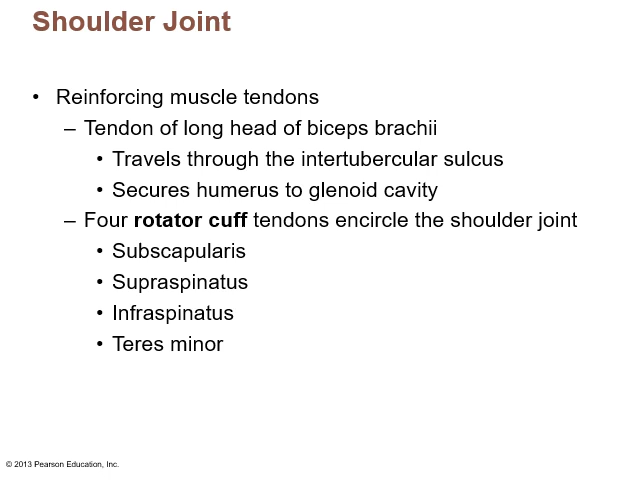 Shoulder Joint
• Reinforcing muscle tendons
– Tendon of long head of biceps brachii
• Travels through the intertubercular sulcus
• Secures humerus to glenoid cavity
– Four rotator cuff tendons encircle the shoulder joint
• Subscapularis
• Supraspinatus
• Infraspinatus
• Teres minor
© 2013 Pearson Education, Inc.